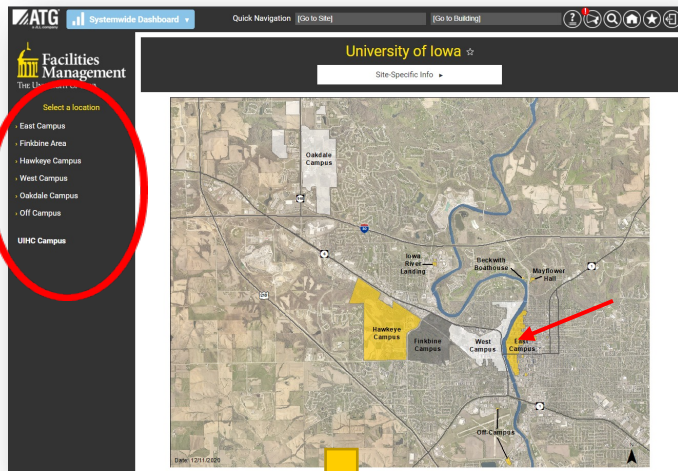 ATG
Systemwide Dashboard
Quick Navigation
[Go to Site]
[Go to Building]
?
1
Facilities
Management
THE
Select a location
› East Campus
› Finkbine Area
› Hawkeye Campus
› West Campus
› Oakdale Campus
› Off Campus
UIHC Campus
University of Iowa ☆
Site-Specific Info ▸
Oakdale
Campus
Iowa
River
Landing
Beckwith
Boathouse
Mayflower
Hall
Hawkeye
Campus
Finkbine
Campus
West
Campus
East
Campus
Off-Campus
Date: 12/11/2020
N